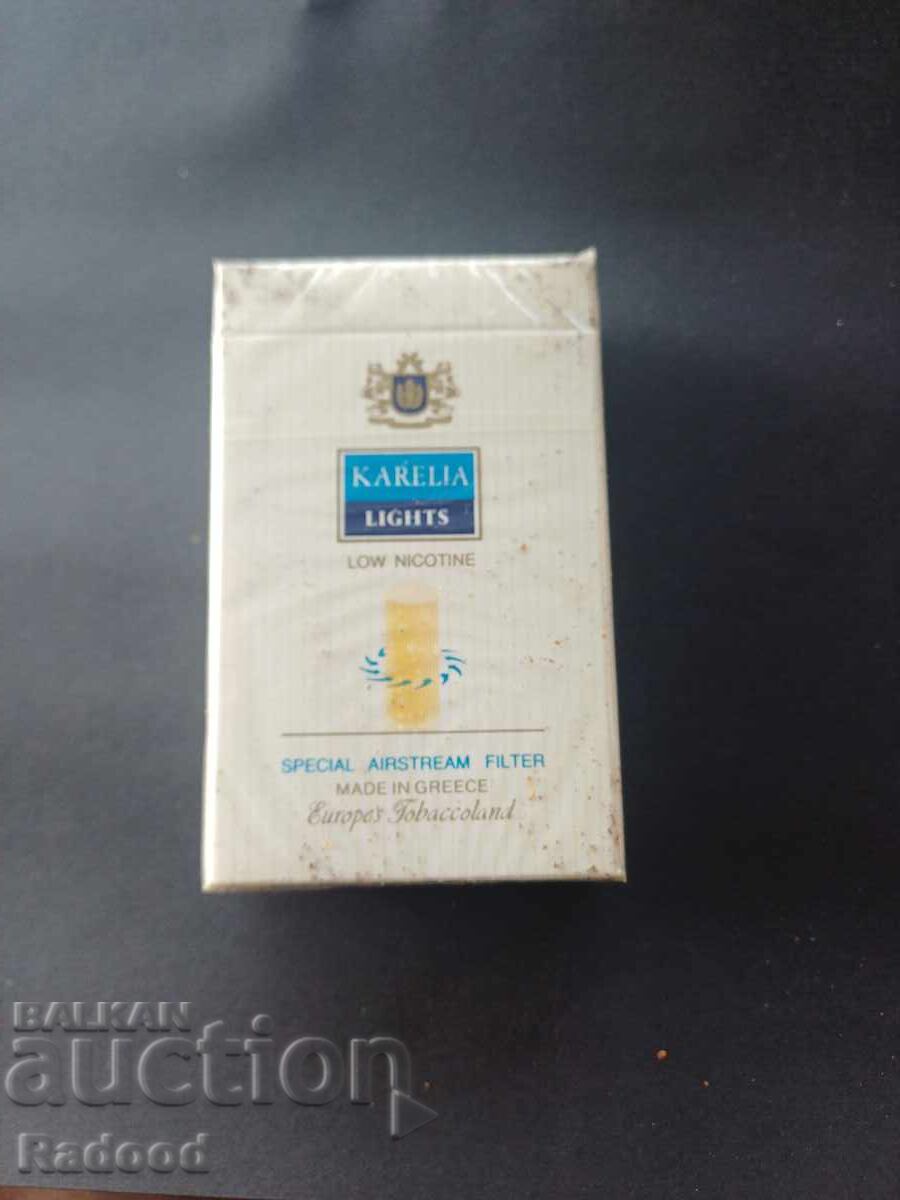 KARELIA
LIGHTS
LOW NICOTINE
SPECIAL AIRSTREAM FILTER
MADE IN GREECE
Europe's Tobaccoland
BALKAN
auction
Radood